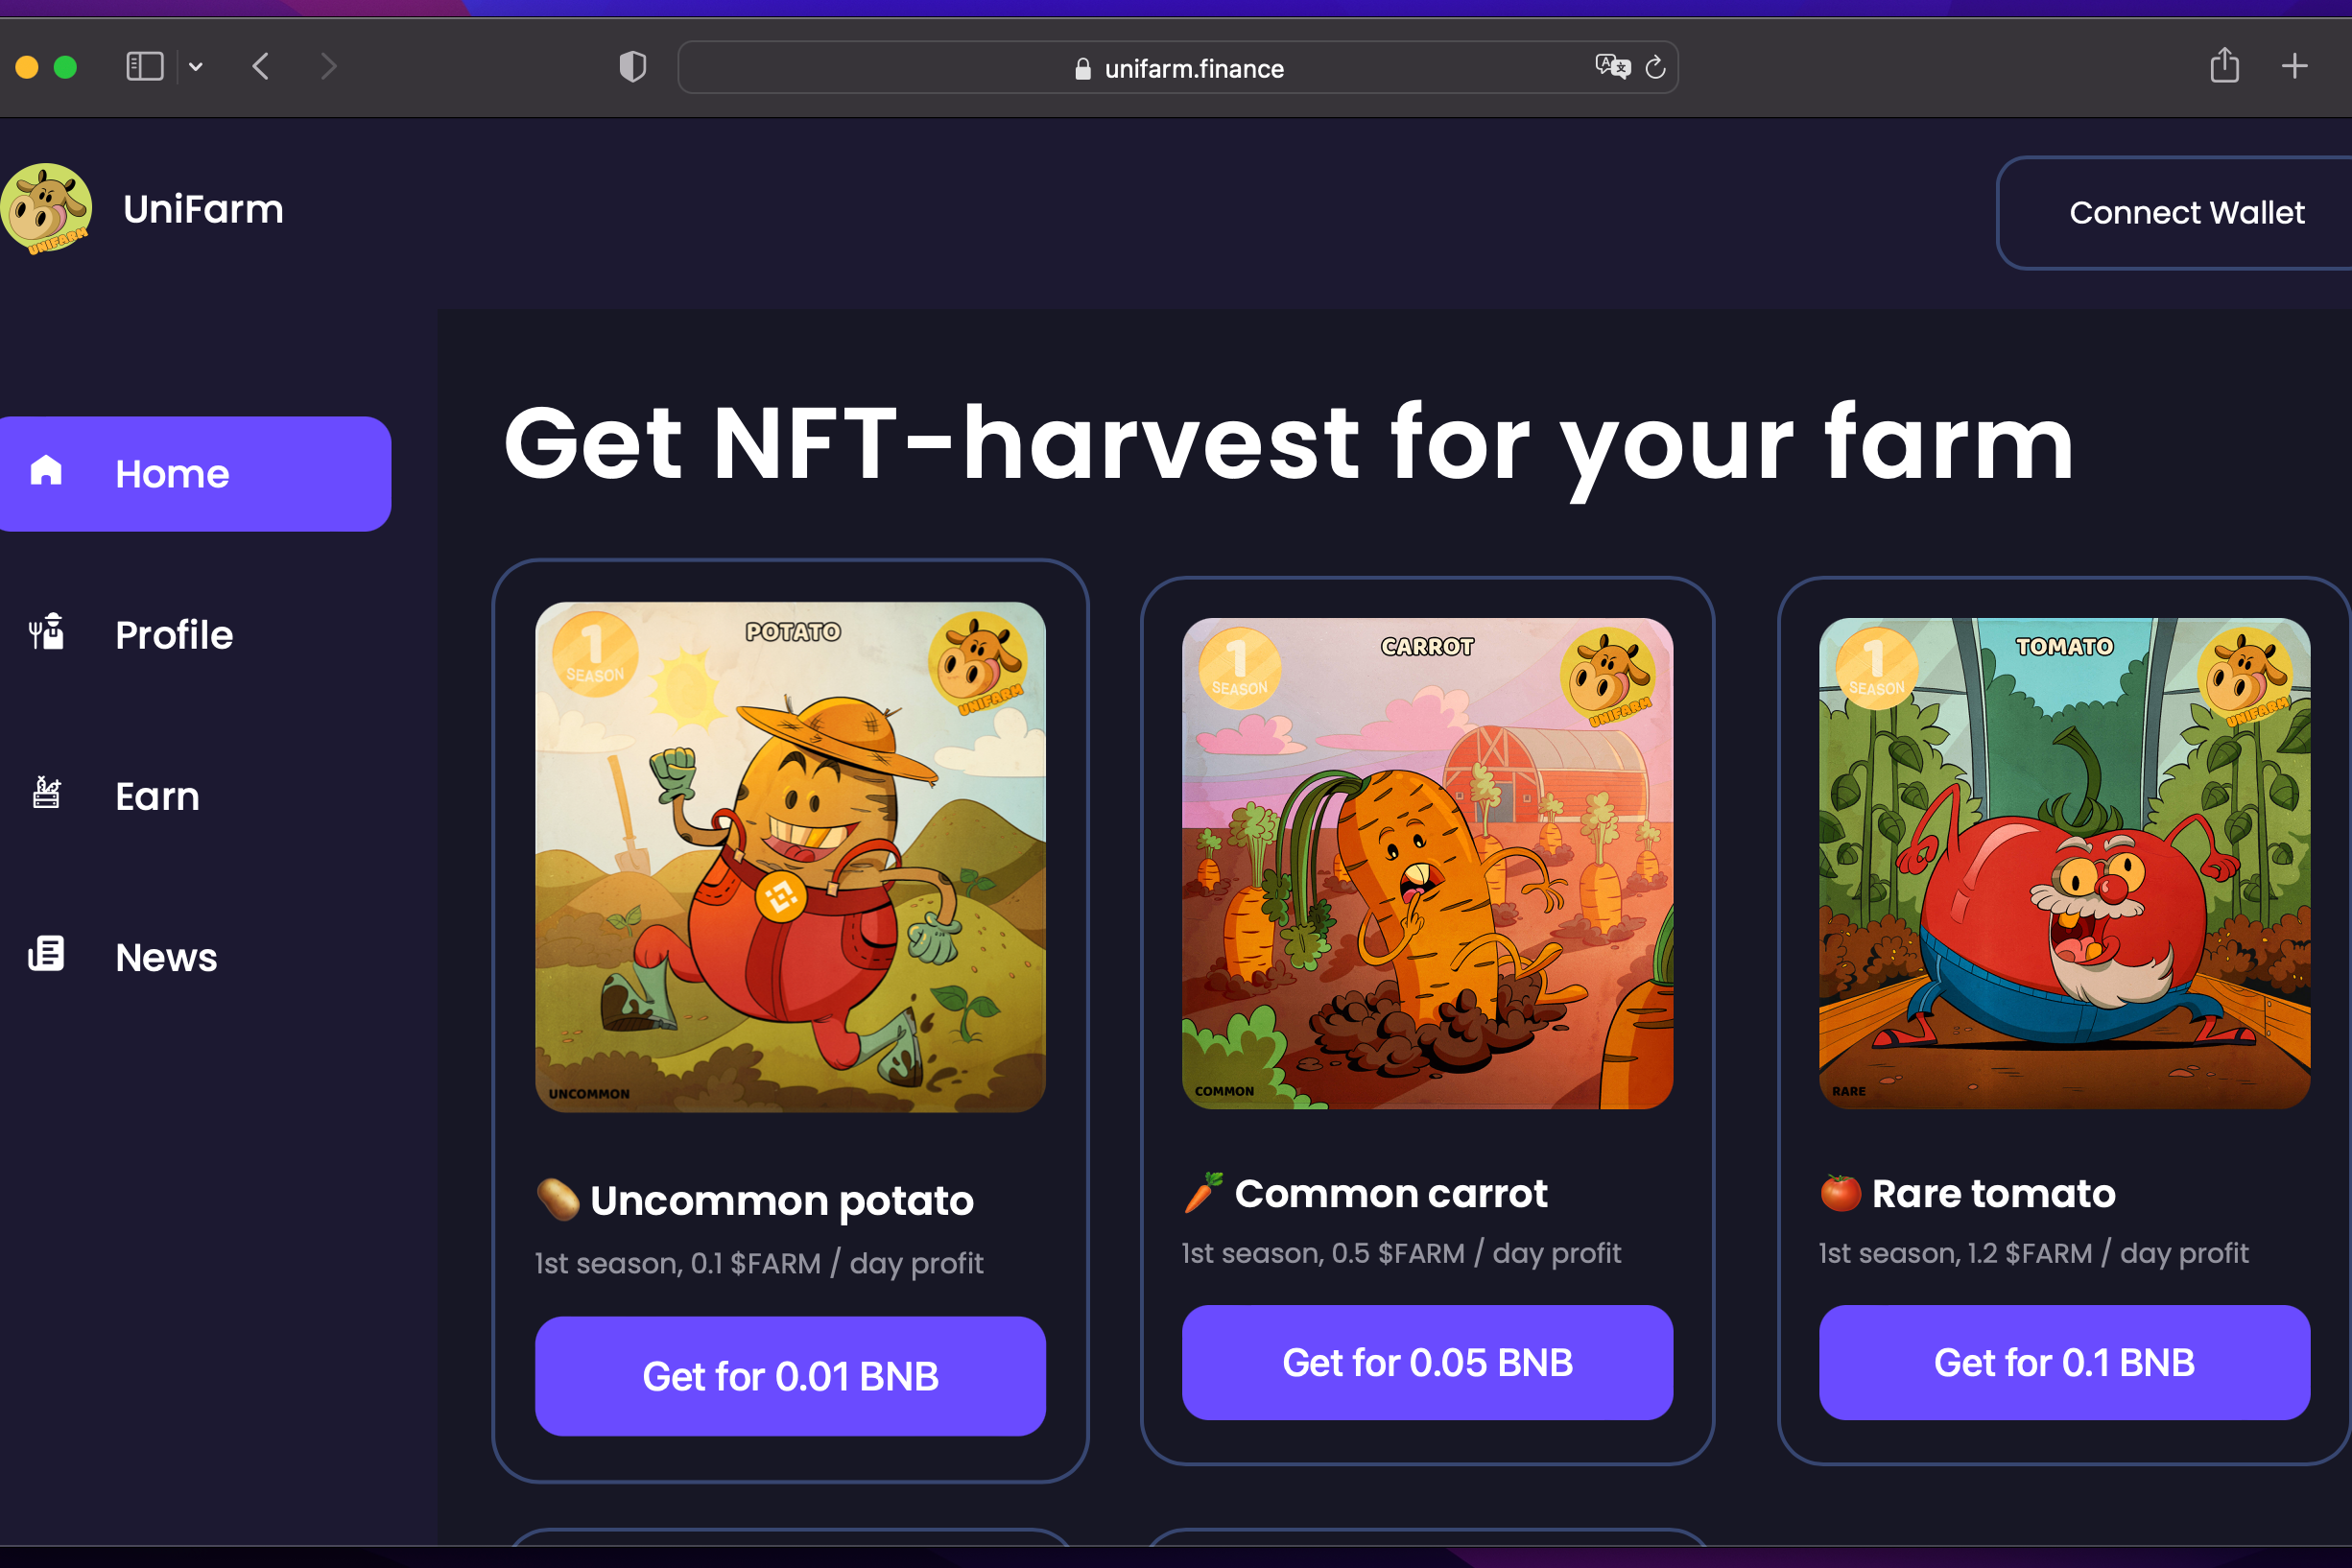 unifarm.finance
UniFarm
UNIFARM
Connect Wallet
Home
Profile
Earn
News
Get NFT-harvest for your farm
1
SEASON
POTATO
UNIFARM
UNCOMMON
Uncommon potato
1st season, 0.1 $FARM / day profit
Get for 0.01 BNB
1
SEASON
CARROT
UNIFARM
COMMON
Common carrot
1st season, 0.5 $FARM / day profit
Get for 0.05 BNB
1
SEASON
TOMATO
UNIFARM
RARE
Rare tomato
1st season, 1.2 $FARM / day profit
Get for 0.1 BNB